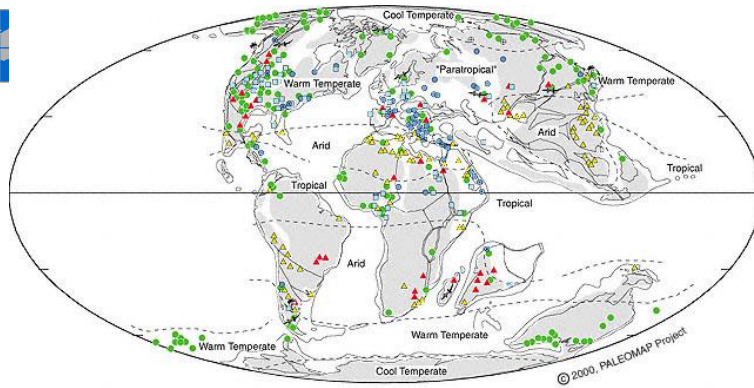 Cool Temperate
"Paratropical"
Warm Temperate
Warm Temperate
Arid
Arid
Tropical
Tropical
Tropical
Arid
Warm Temperate
Warm Temperate
Cool Temperate
© 2000, PALEOMAP Project